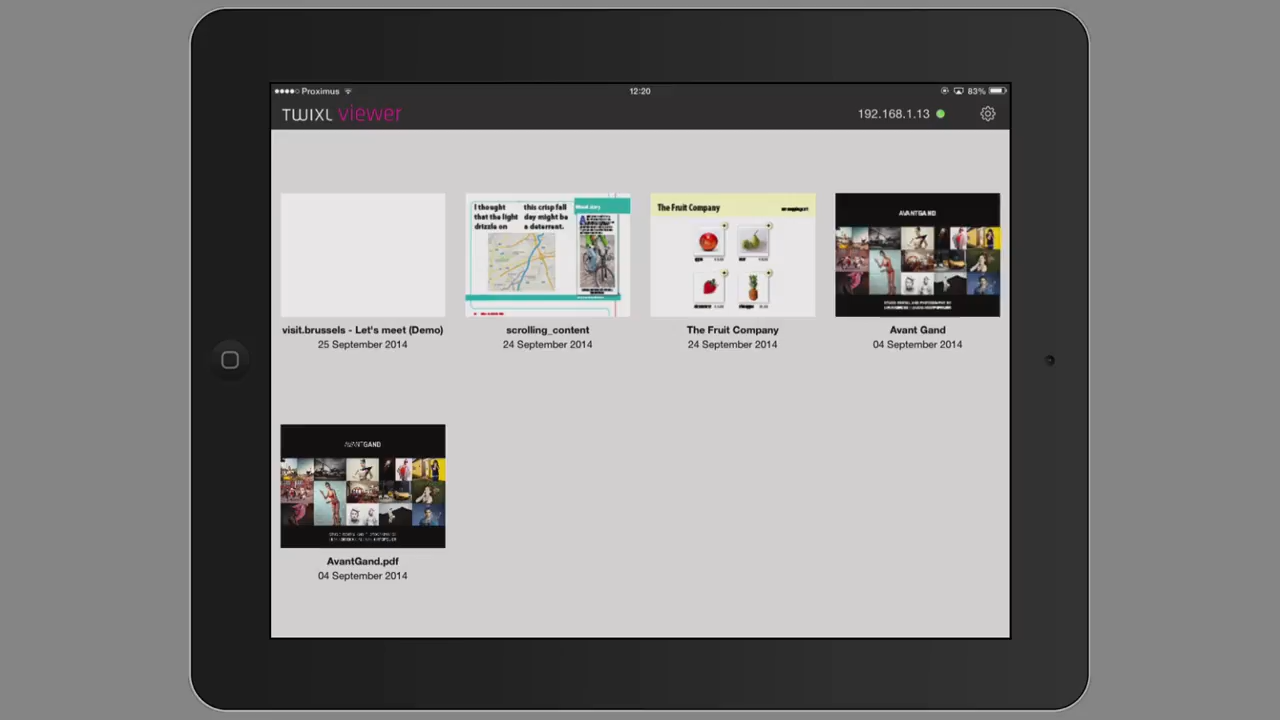 Proximus
12:20
83%
TWIXL viewer
192.168.1.13
I thought that the light drizzle on
this crisp fall day might be a deterrent.
The Fruit Company
AVANTGAND
visit.brussels - Let's meet (Demo)
25 September 2014
scrolling_content
24 September 2014
The Fruit Company
24 September 2014
Avant Gand
04 September 2014
AVANTGAND
AvantGand.pdf
04 September 2014